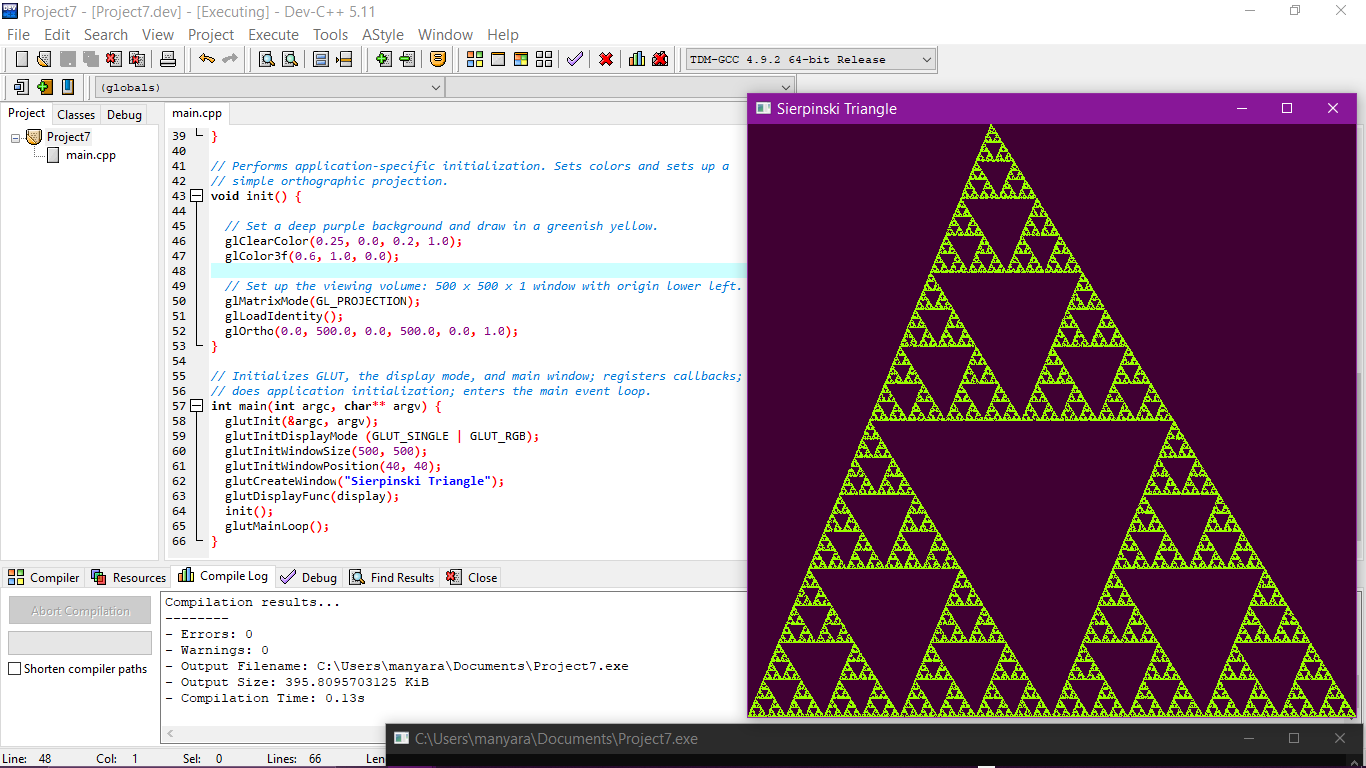 Project7 - [Project7.dev] - [Executing] - Dev-C++ 5.11
File Edit Search View Project Execute Tools AStyle Window Help
TDM-GCC 4.9.2 64-bit Release
(globals)
Project Classes Debug
main.cpp
Project7
main.cpp
39 }
40
41 // Performs application-specific initialization. Sets colors and sets up a
42 // simple orthographic projection.
43 void init() {
44
45 // Set a deep purple background and draw in a greenish yellow.
46 glClearColor(0.25, 0.0, 0.2, 1.0);
47 glColor3f(0.6, 1.0, 0.0);
48
49 // Set up the viewing volume: 500 x 500 x 1 window with origin lower left.
50 glMatrixMode(GL_PROJECTION);
51 glLoadIdentity();
52 glOrtho(0.0, 500.0, 0.0, 500.0, 0.0, 1.0);
53 }
54
55 // Initializes GLUT, the display mode, and main window; registers callbacks;
56 // does application initialization; enters the main event loop.
57 int main(int argc, char** argv) {
58 glutInit(&argc, argv);
59 glutInitDisplayMode (GLUT_SINGLE | GLUT_RGB);
60 glutInitWindowSize(500, 500);
61 glutInitWindowPosition(40, 40);
62 glutCreateWindow("Sierpinski Triangle");
63 glutDisplayFunc(display);
64 init();
65 glutMainLoop();
66 }
Sierpinski Triangle
Compiler Resources Compile Log Debug Find Results Close
Abort Compilation
Shorten compiler paths
Compilation results...
--------
- Errors: 0
- Warnings: 0
- Output Filename: C:\Users\manyara\Documents\Project7.exe
- Output Size: 395.8095703125 KiB
- Compilation Time: 0.13s
C:\Users\manyara\Documents\Project7.exe
Line: 48 Col: 1 Sel: 0 Lines: 66 Len